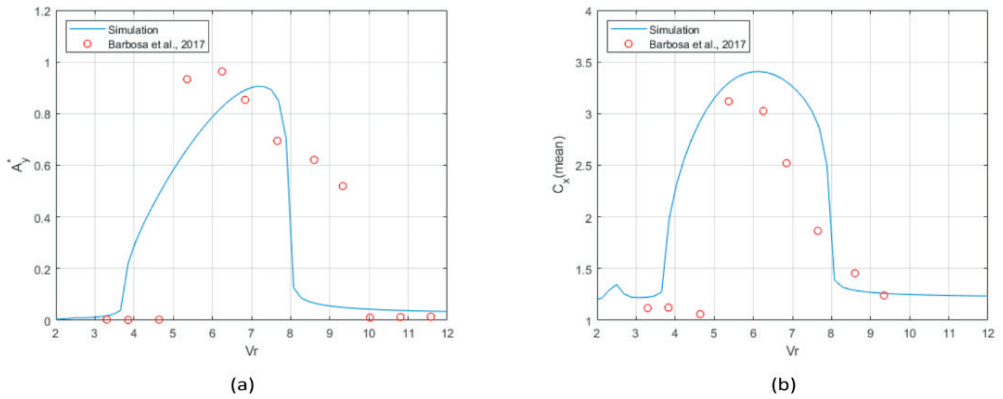 1.2
1
0.8
0.6
0.4
0.2
0
A*y
Simulation
Barbosa et al., 2017
2 3 4 5 6 7 8 9 10 11 12
Vr
(a)
4
3.5
3
2.5
2
1.5
1
Cx(mean)
Simulation
Barbosa et al., 2017
2 3 4 5 6 7 8 9 10 11 12
Vr
(b)